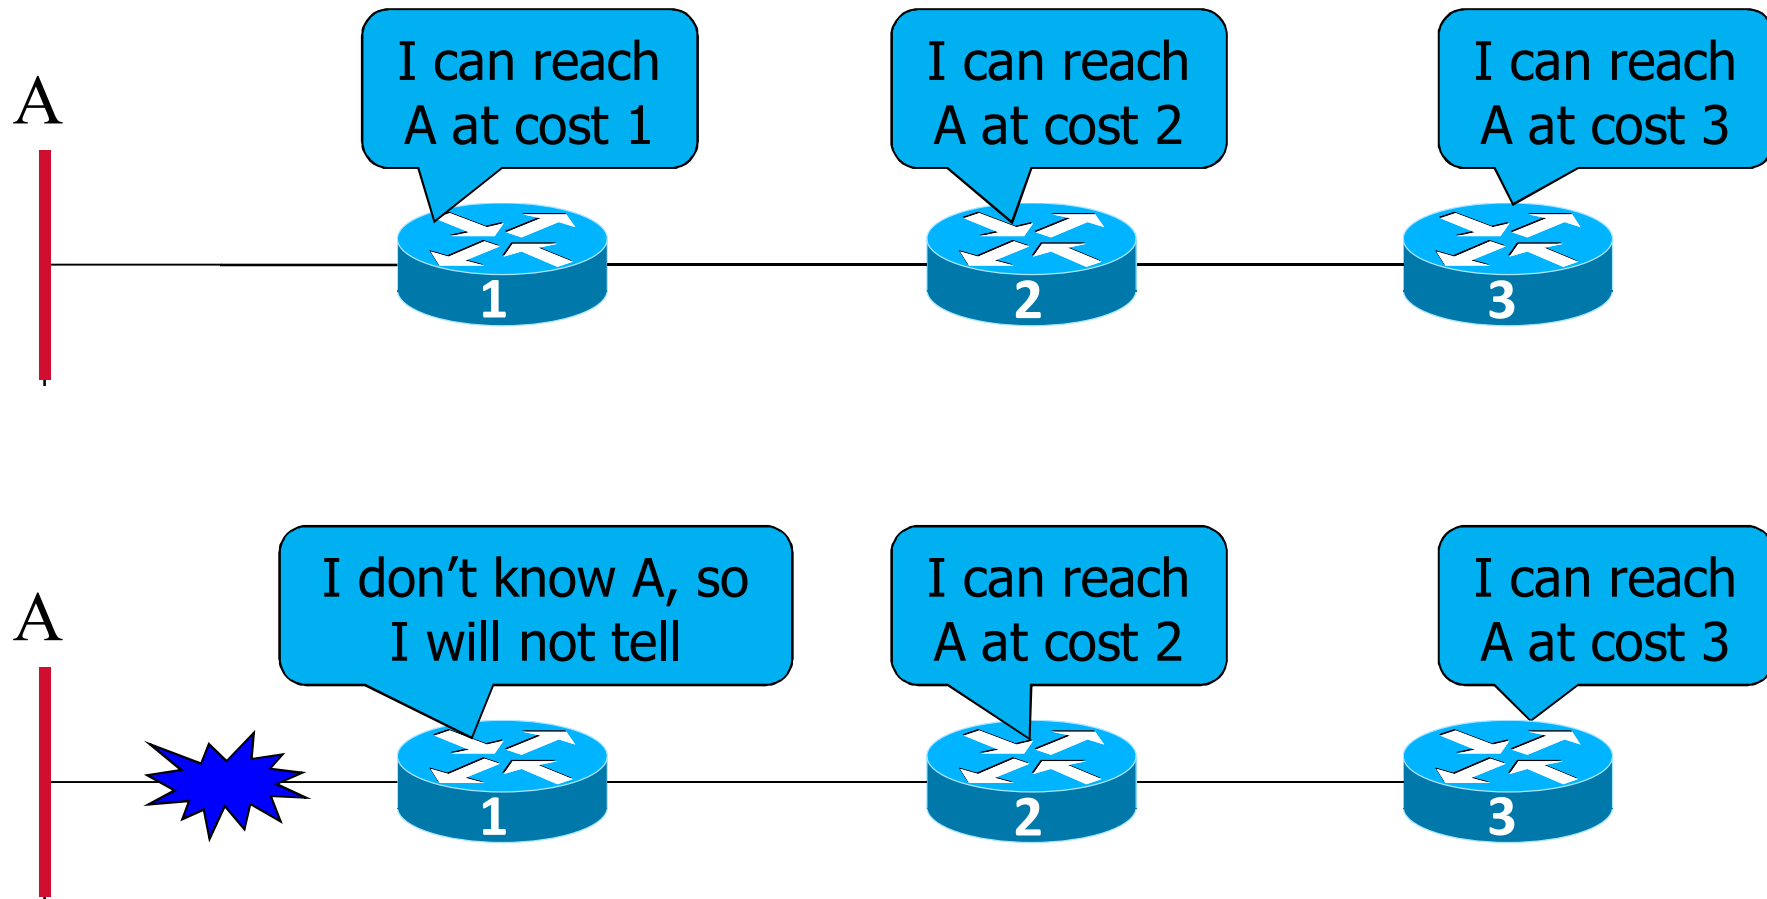 I can reach
A at cost 1
I can reach
A at cost 2
I can reach
A at cost 3
A
1
2
3
I don't know A, so
I will not tell
I can reach
A at cost 2
I can reach
A at cost 3
A
1
2
3